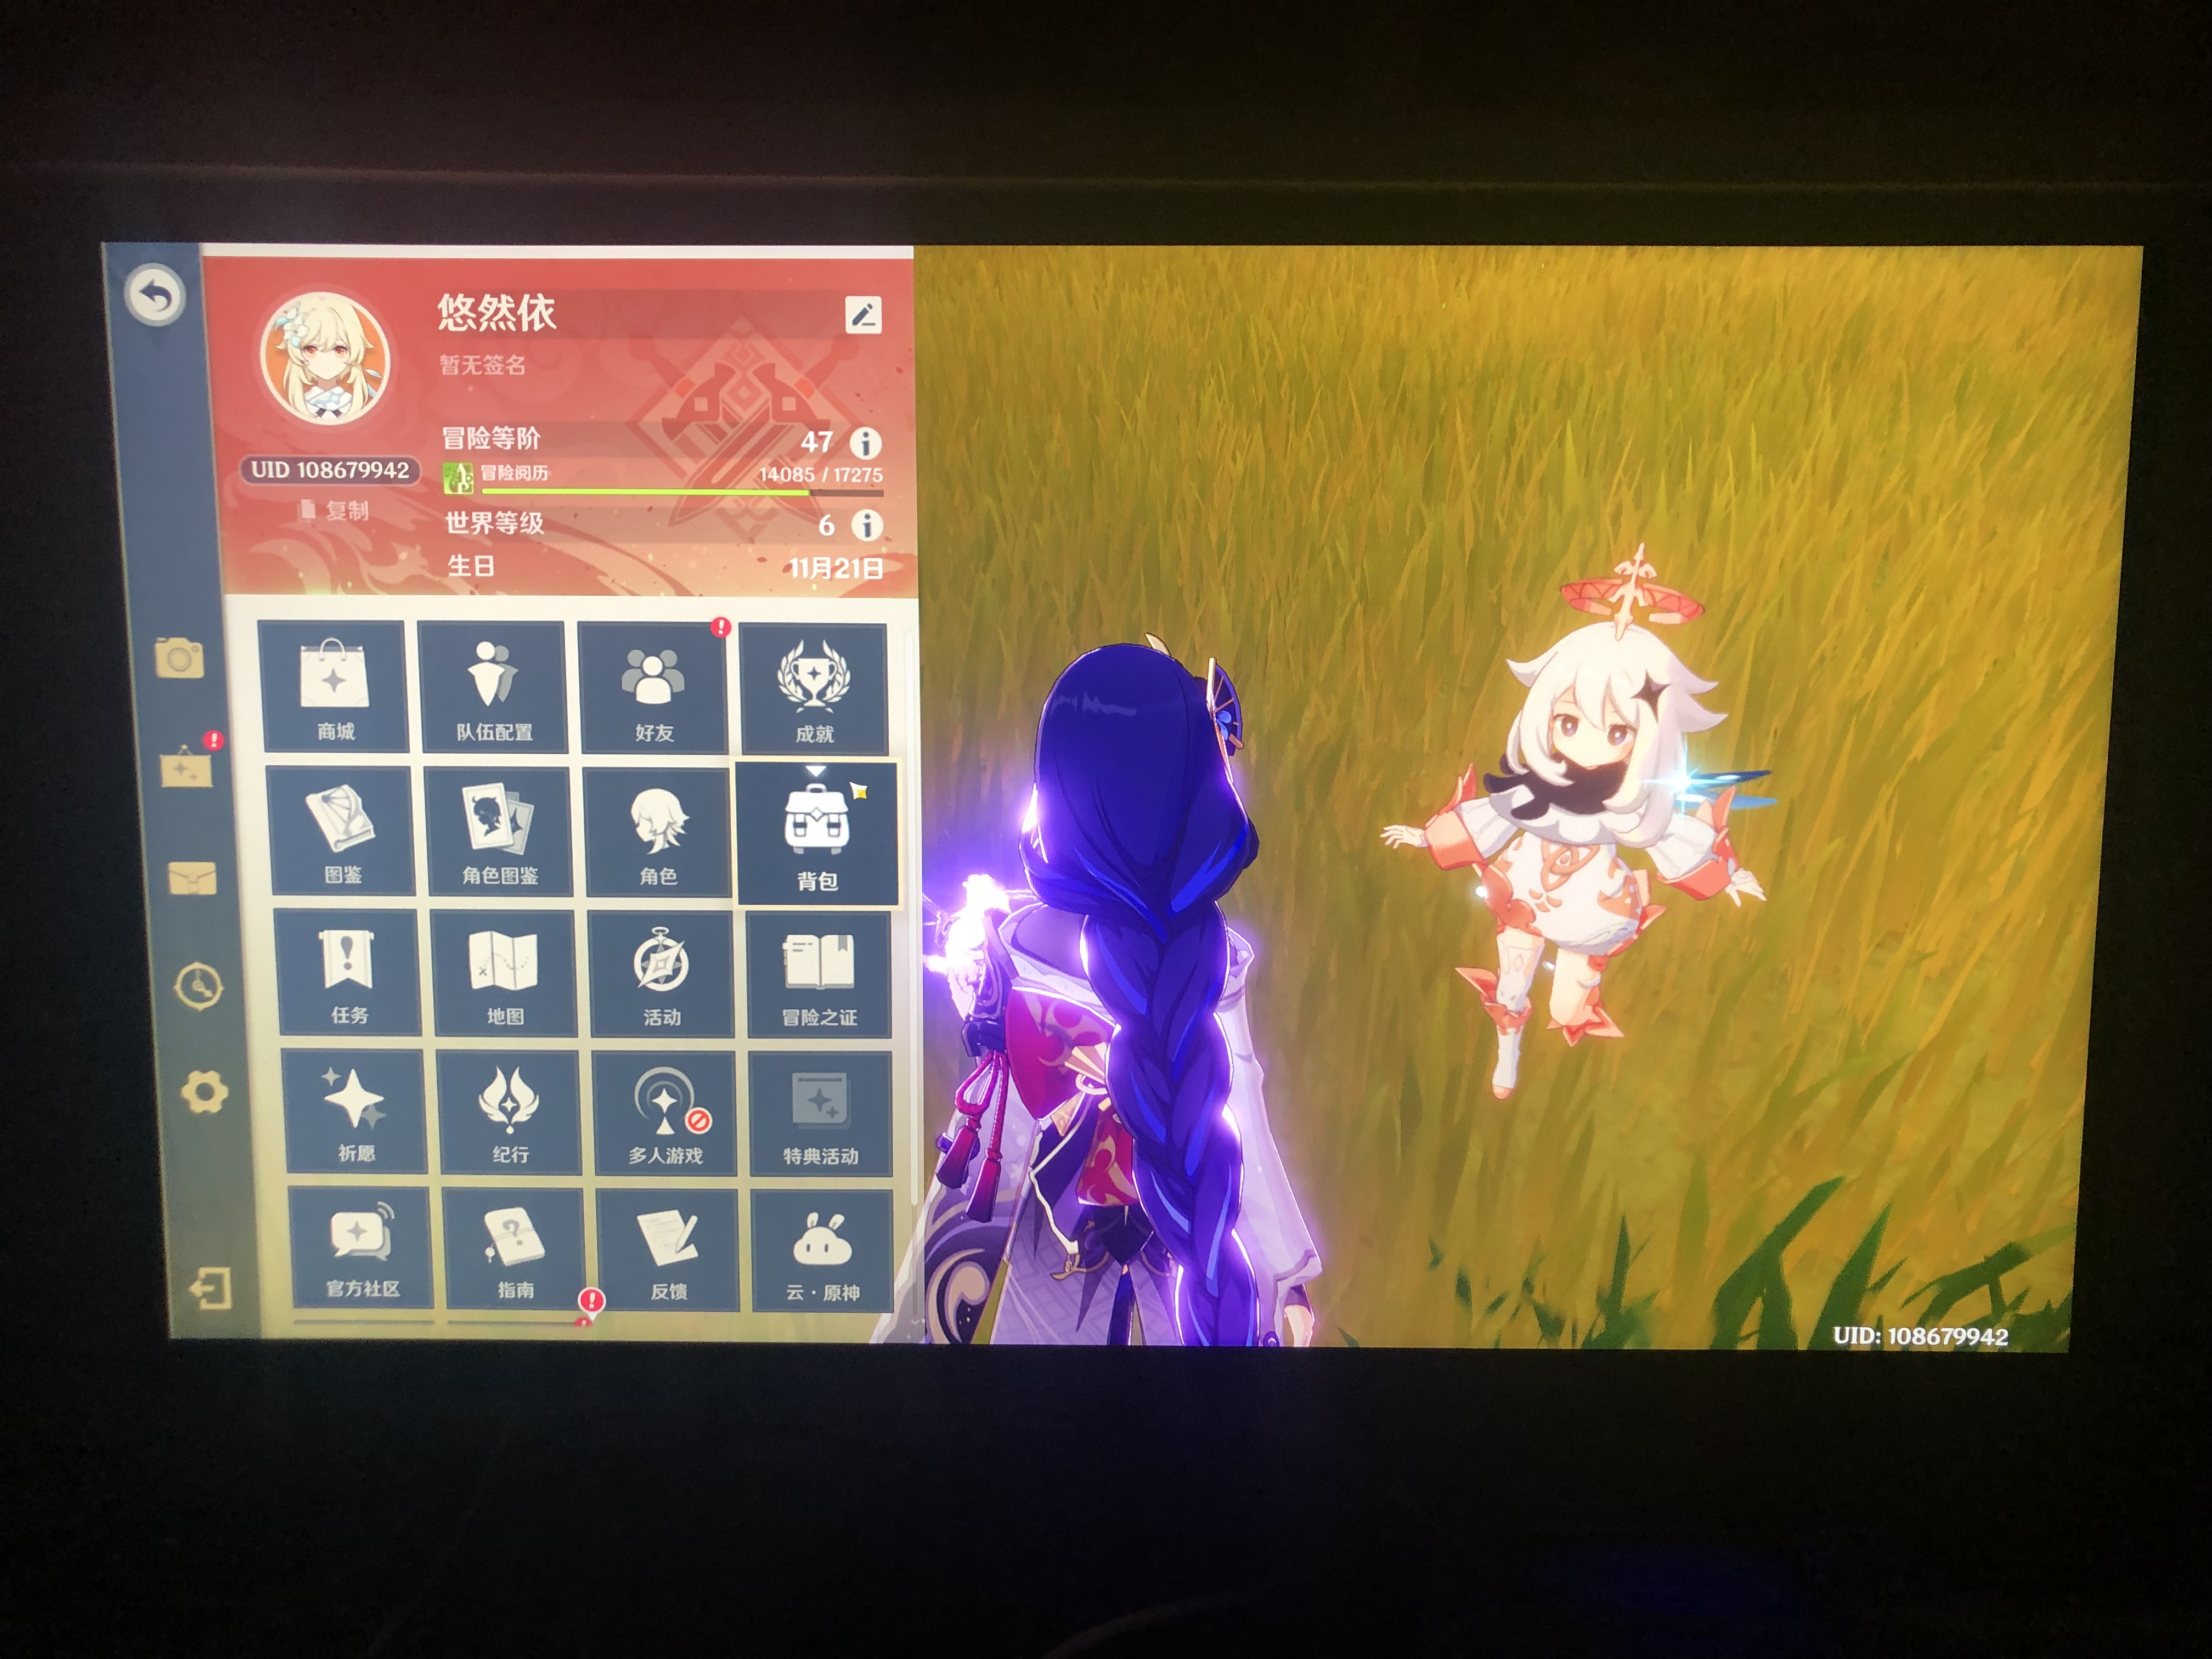 悠然依
暂无签名
冒险等阶 47
UID 108679942
冒险阅历 14085 / 17275
复制
世界等级 6
生日 11月21日
商城 队伍配置 好友 成就
图鉴 角色图鉴 角色 背包
任务 地图 活动 冒险之证
祈愿 纪行 多人游戏 特典活动
官方社区 指南 反馈 云·原神
UID: 108679942